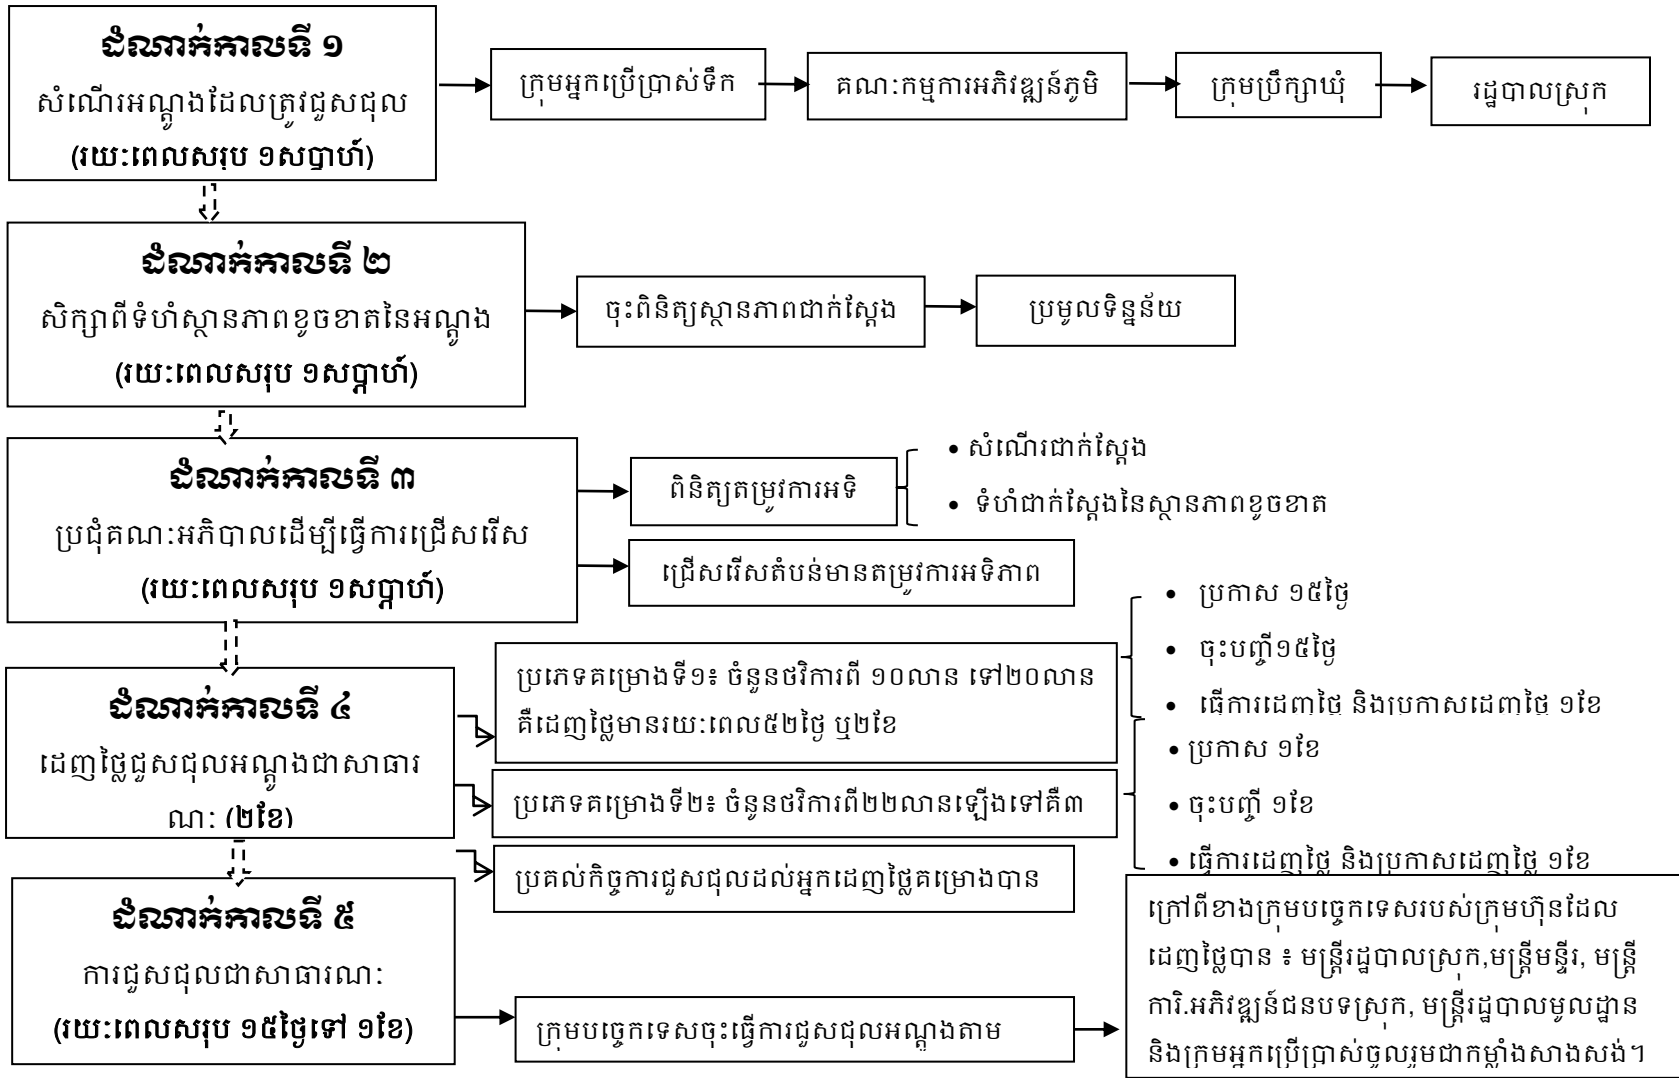 ដំណាក់កាលទី ១
សំណើរអណ្តូងដែលត្រូវជួសជុល
(រយៈពេលសរុប ១សបា្តហ៍)
ក្រុមអ្នកប្រើប្រាស់ទឹក
គណៈកម្មការអភិវឌ្ឍន៍ភូមិ
ក្រុមប្រឹក្សាឃុំ
រដ្ឋបាលស្រុក
ដំណាក់កាលទី ២
សិក្សាពីទំហំស្ថានភាពខូចខាតនៃអណ្តូង
(រយៈពេលសរុប ១សប្តាហ៍)
ចុះពិនិត្យស្ថានភាពជាក់ស្តែង
ប្រមូលទិន្នន័យ
ដំណាក់កាលទី ៣
ប្រជុំគណៈអភិបាលដើម្បីធ្វើការជ្រើសរើស
(រយៈពេលសរុប ១សប្តាហ៍)
ពិនិត្យតម្រូវការអទិ
• សំណើរជាក់ស្តែង
• ទំហំជាក់ស្តែងនៃស្ថានភាពខូចខាត
ជ្រើសរើសតំបន់មានតម្រូវការអទិភាព
ដំណាក់កាលទី ៤
ដេញថ្លៃជួសជុលអណ្តូងជាសាធារ
ណៈ (២ខែ)
ប្រភេទគម្រោងទី១៖ ចំនួនថវិការពី ១០លាន ទៅ២០លាន
គឺដេញថ្លៃមានរយៈពេល៥២ថ្ងៃ ឬ២ខែ
• ប្រកាស ១៥ថ្ងៃ
• ចុះបញ្ចី១៥ថ្ងៃ
• ធ្វើការដេញថ្លៃ និងប្រកាសដេញថ្លៃ ១ខែ
ប្រភេទគម្រោងទី២៖ ចំនួនថវិការពី២២លានឡើងទៅគឺ៣
• ប្រកាស ១ខែ
• ចុះបញ្ចី ១ខែ
• ធ្វើការដេញថ្លៃ និងប្រកាសដេញថ្លៃ ១ខែ
ប្រគល់កិច្ចការជួសជុលដល់អ្នកដេញថ្លៃគម្រោងបាន
ដំណាក់កាលទី ៥
ការជួសជុលជាសាធារណៈ
(រយៈពេលសរុប ១៥ថ្ងៃទៅ ១ខែ)
ក្រុមបច្ចេកទេសចុះធ្វើការជួសជុលអណ្តូងតាម
ក្រៅពីខាងក្រុមបច្ចេកទេសរបស់ក្រុមហ៊ុនដែល
ដេញថ្លៃបាន ៖ មន្ត្រីរដ្ឋបាលស្រុក,មន្ត្រីមន្ទីរ, មន្ត្រី
ការិ.អភិវឌ្ឍន៍ជនបទស្រុក, មន្ត្រីរដ្ឋបាលមូលដ្ឋាន
និងក្រុមអ្នកប្រើប្រាស់ចូលរួមជាកម្លាំងសាងសង់។